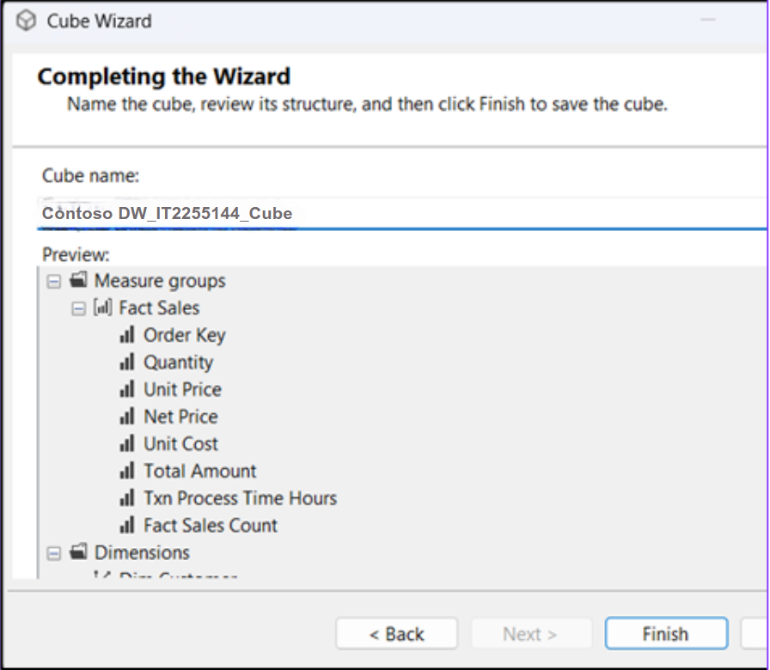 Cube Wizard
Completing the Wizard
Name the cube, review its structure, and then click Finish to save the cube.
Cube name:
Contoso DW_IT2255144_Cube
Preview:
Measure groups
Fact Sales
Order Key
Quantity
Unit Price
Net Price
Unit Cost
Total Amount
Txn Process Time Hours
Fact Sales Count
Dimensions
Dim Customer
< Back Next > Finish